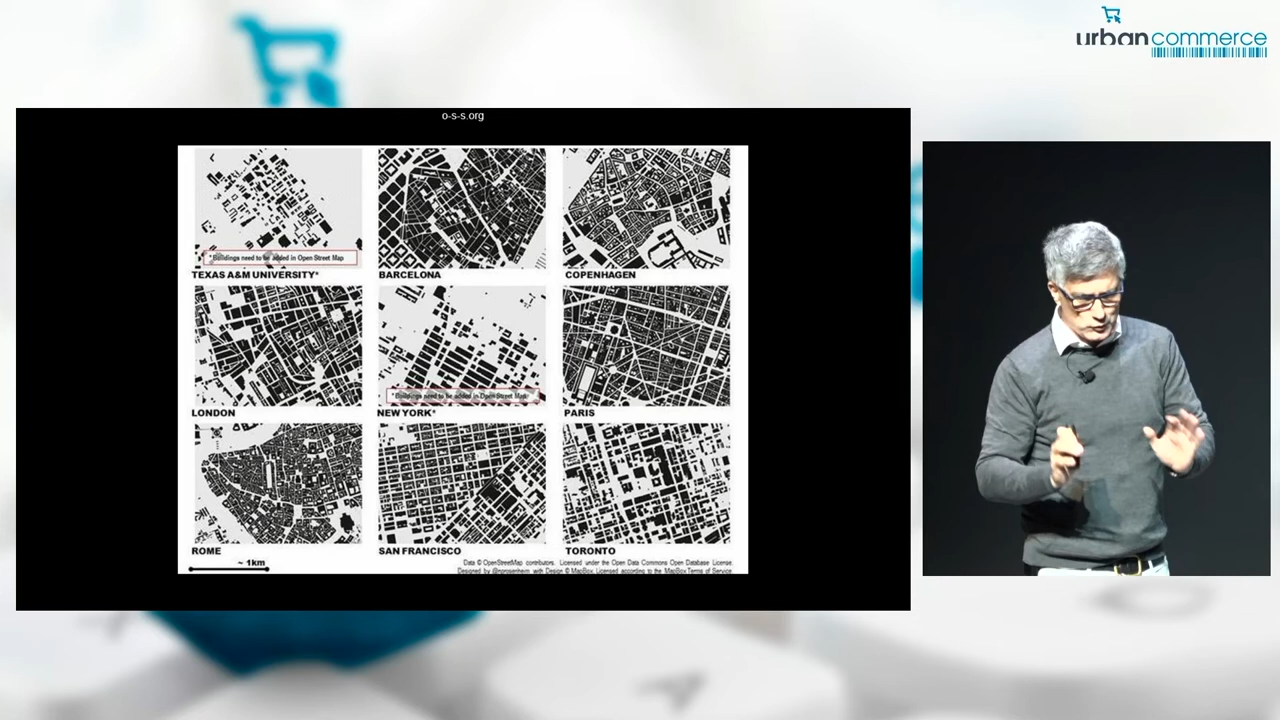 urbancommerce
o-s-s.org
*Buildings need to be added in Open Street Map
TEXAS A&M UNIVERSITY*
BARCELONA
COPENHAGEN
LONDON
*Buildings need to be added in Open Street Map
NEW YORK*
PARIS
ROME
SAN FRANCISCO
TORONTO
~ 1km
Data © OpenStreetMap contributors. Licensed under the Open Data Commons Open Database License.
Designed by @nprosenheim with Design © MapBox. Licensed according to the MapBox Terms of Service